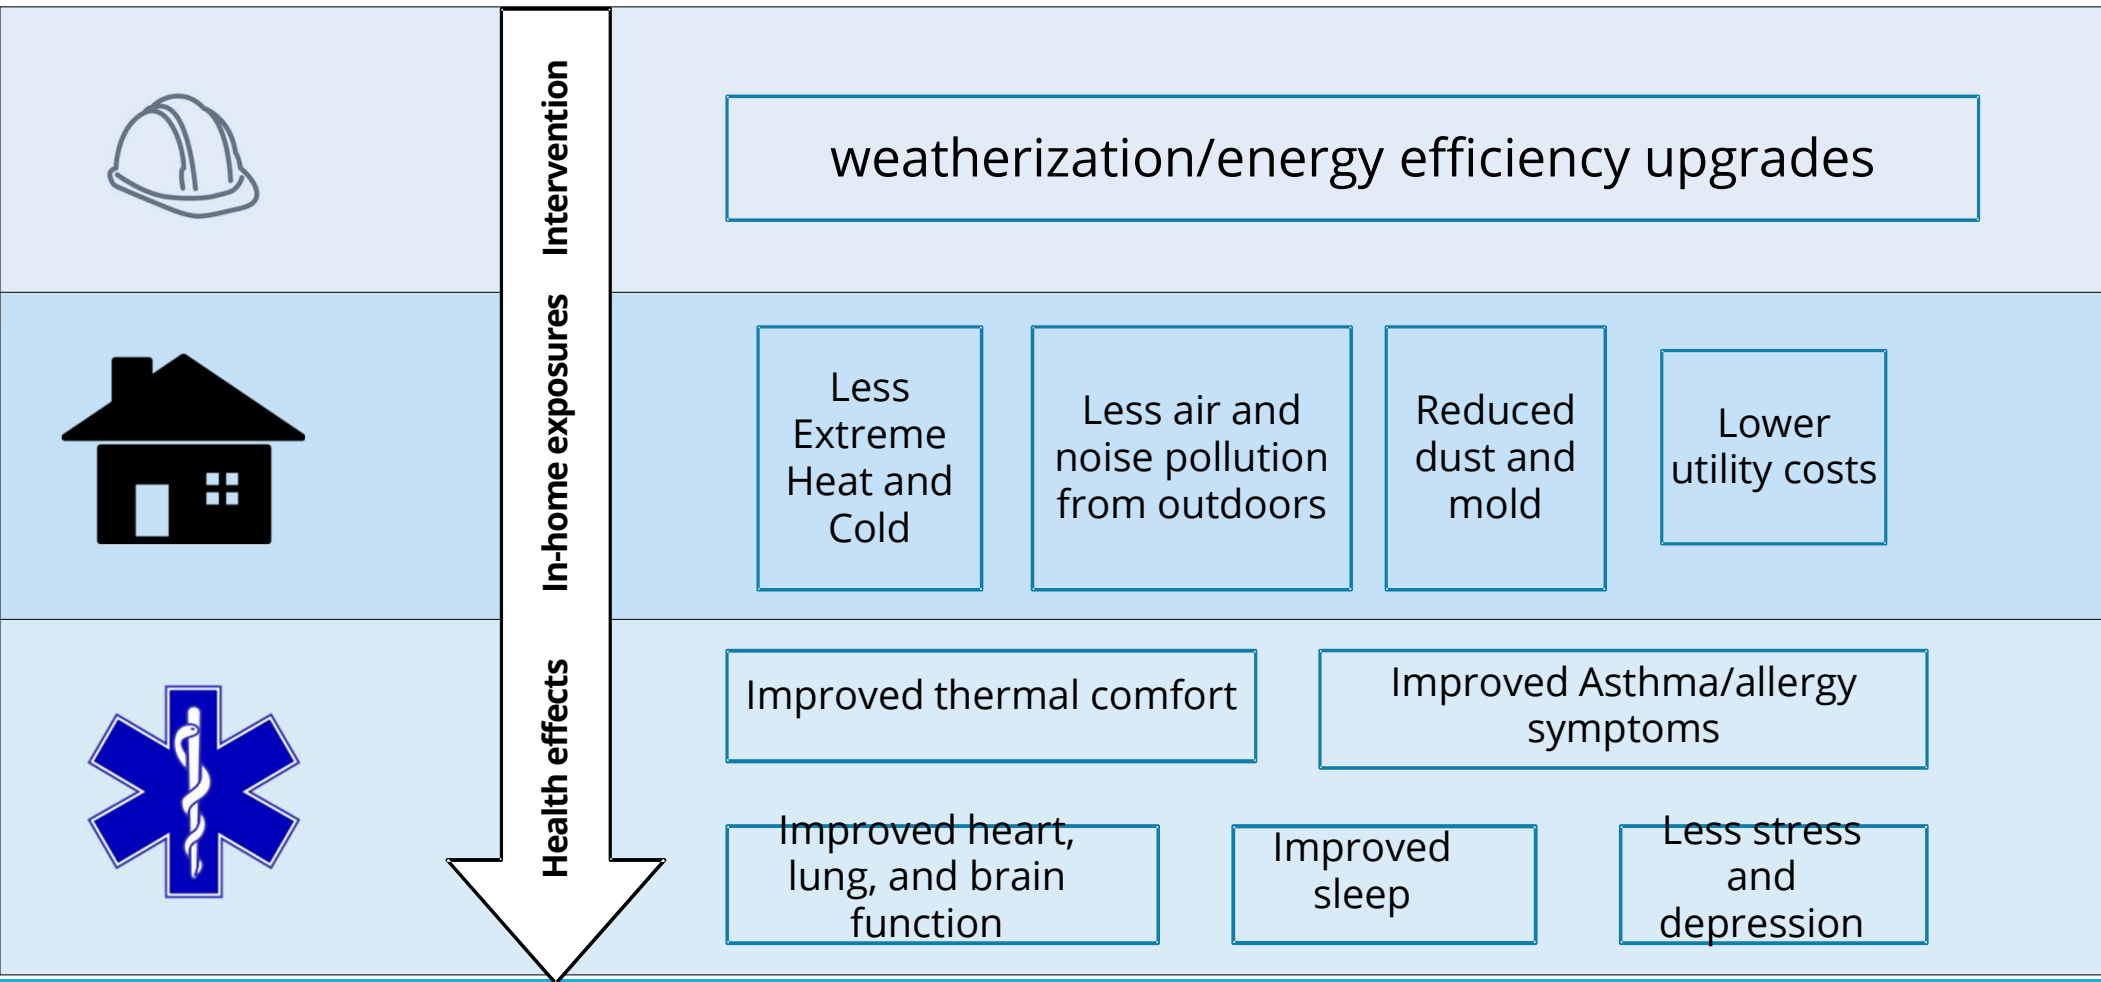 Intervention
weatherization/energy efficiency upgrades
In-home exposures
Less
Extreme
Heat and
Cold
Less air and
noise pollution
from outdoors
Reduced
dust and
mold
Lower
utility costs
Health effects
Improved thermal comfort
Improved Asthma/allergy
symptoms
Improved heart,
lung, and brain
function
Improved
sleep
Less stress
and
depression